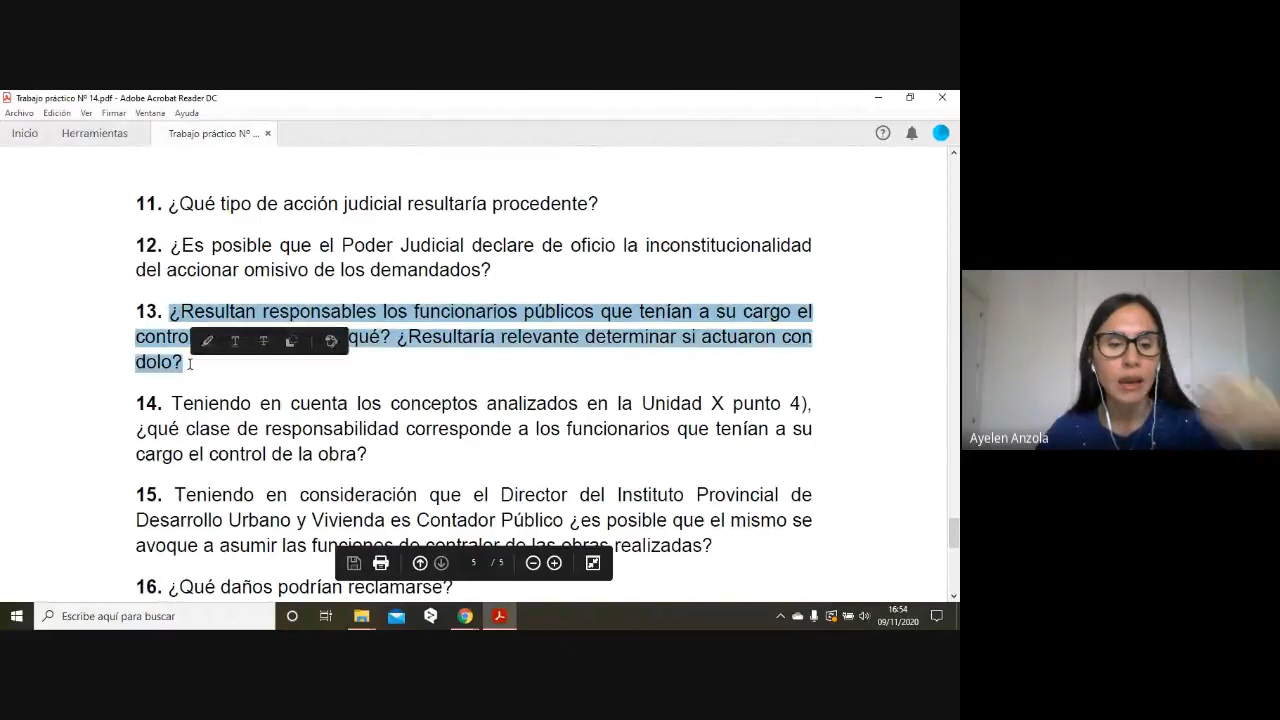 Trabajo práctico Nº 14.pdf - Adobe Acrobat Reader DC
Archivo Edición Ver Firmar Ventana Ayuda
Inicio Herramientas Trabajo práctico Nº ...
11. ¿Qué tipo de acción judicial resultaría procedente?
12. ¿Es posible que el Poder Judicial declare de oficio la inconstitucionalidad
del accionar omisivo de los demandados?
13. ¿Resultan responsables los funcionarios públicos que tenían a su cargo el
control qué? ¿Resultaría relevante determinar si actuaron con
dolo?
14. Teniendo en cuenta los conceptos analizados en la Unidad X punto 4),
¿qué clase de responsabilidad corresponde a los funcionarios que tenían a su
cargo el control de la obra?
Ayelen Anzola
15. Teniendo en consideración que el Director del Instituto Provincial de
Desarrollo Urbano y Vivienda es Contador Público ¿es posible que el mismo se
avoque a asumir las funciones de contralor de las obras realizadas?
5 / 5
16. ¿Qué daños podrían reclamarse?
Escribe aquí para buscar
16:54
09/11/2020